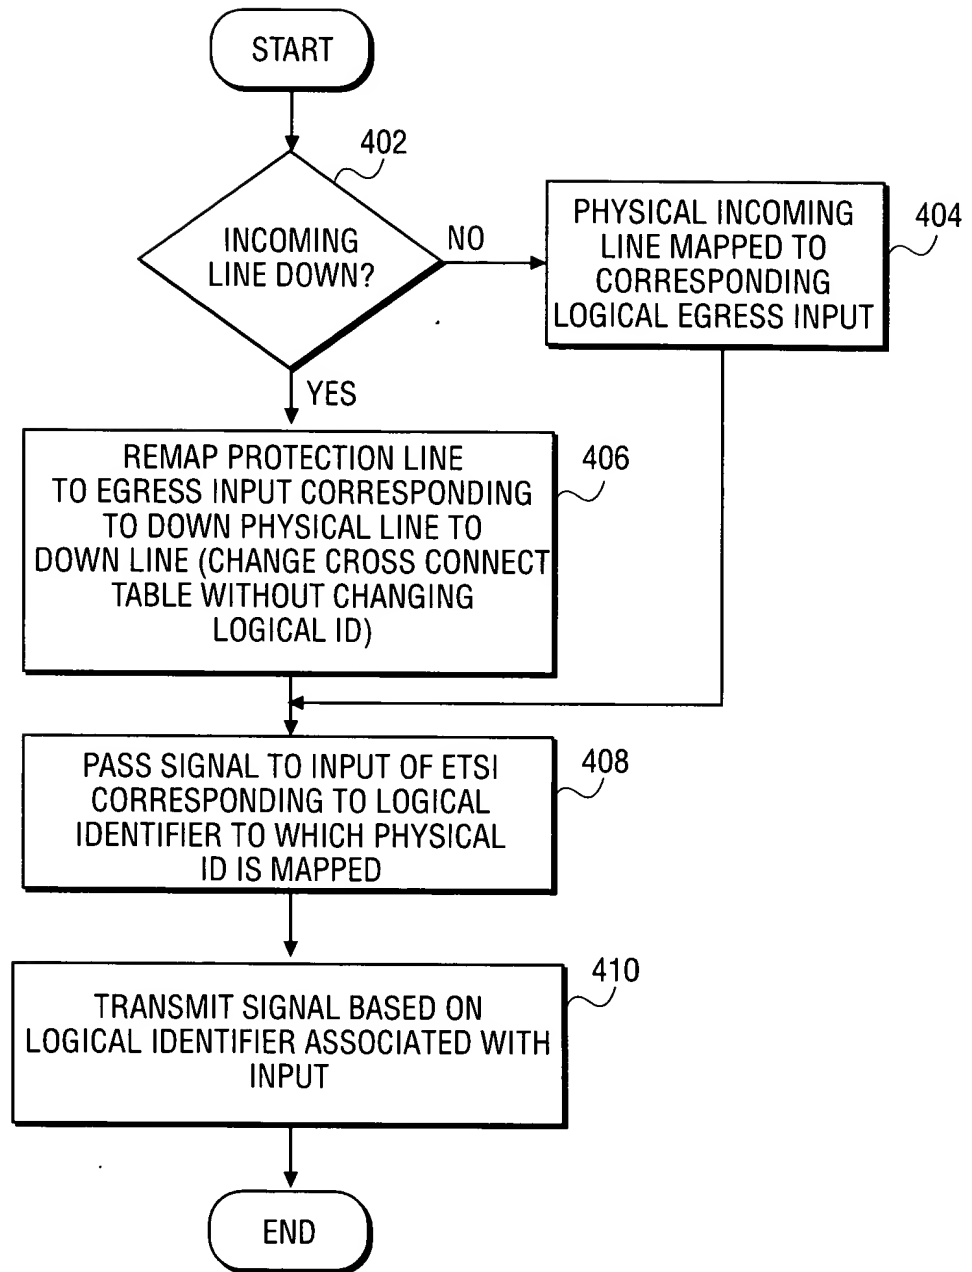 START
402
INCOMING
LINE DOWN?
NO
PHYSICAL INCOMING
LINE MAPPED TO
CORRESPONDING
LOGICAL EGRESS INPUT
404
YES
REMAP PROTECTION LINE
TO EGRESS INPUT CORRESPONDING
TO DOWN PHYSICAL LINE TO
DOWN LINE (CHANGE CROSS CONNECT
TABLE WITHOUT CHANGING
LOGICAL ID)
406
PASS SIGNAL TO INPUT OF ETSI
CORRESPONDING TO LOGICAL
IDENTIFIER TO WHICH PHYSICAL
ID IS MAPPED
408
TRANSMIT SIGNAL BASED ON
LOGICAL IDENTIFIER ASSOCIATED WITH
INPUT
410
END